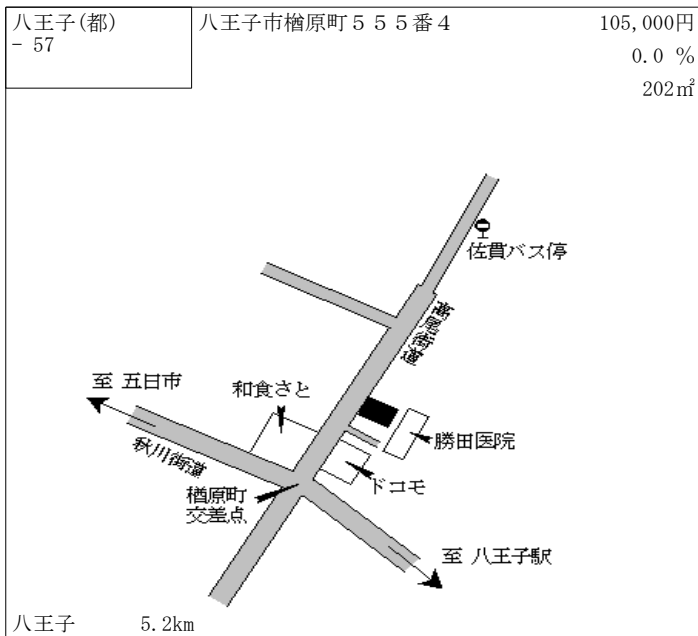 八王子(都)
- 57
八王子市楢原町５５５番４
105,000円
0.0 %
202㎡
佐貫バス停
高尾街道
至 五日市
和食さと
秋川街道
勝田医院
ドコモ
楢原町
交差点
至 八王子駅
八王子 5.2km